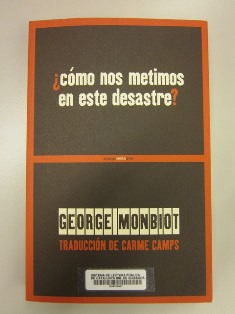 ¿cómo nos metimos
en este desastre?
GEORGE MONBIOT
TRADUCCIÓN DE CARME CAMPS